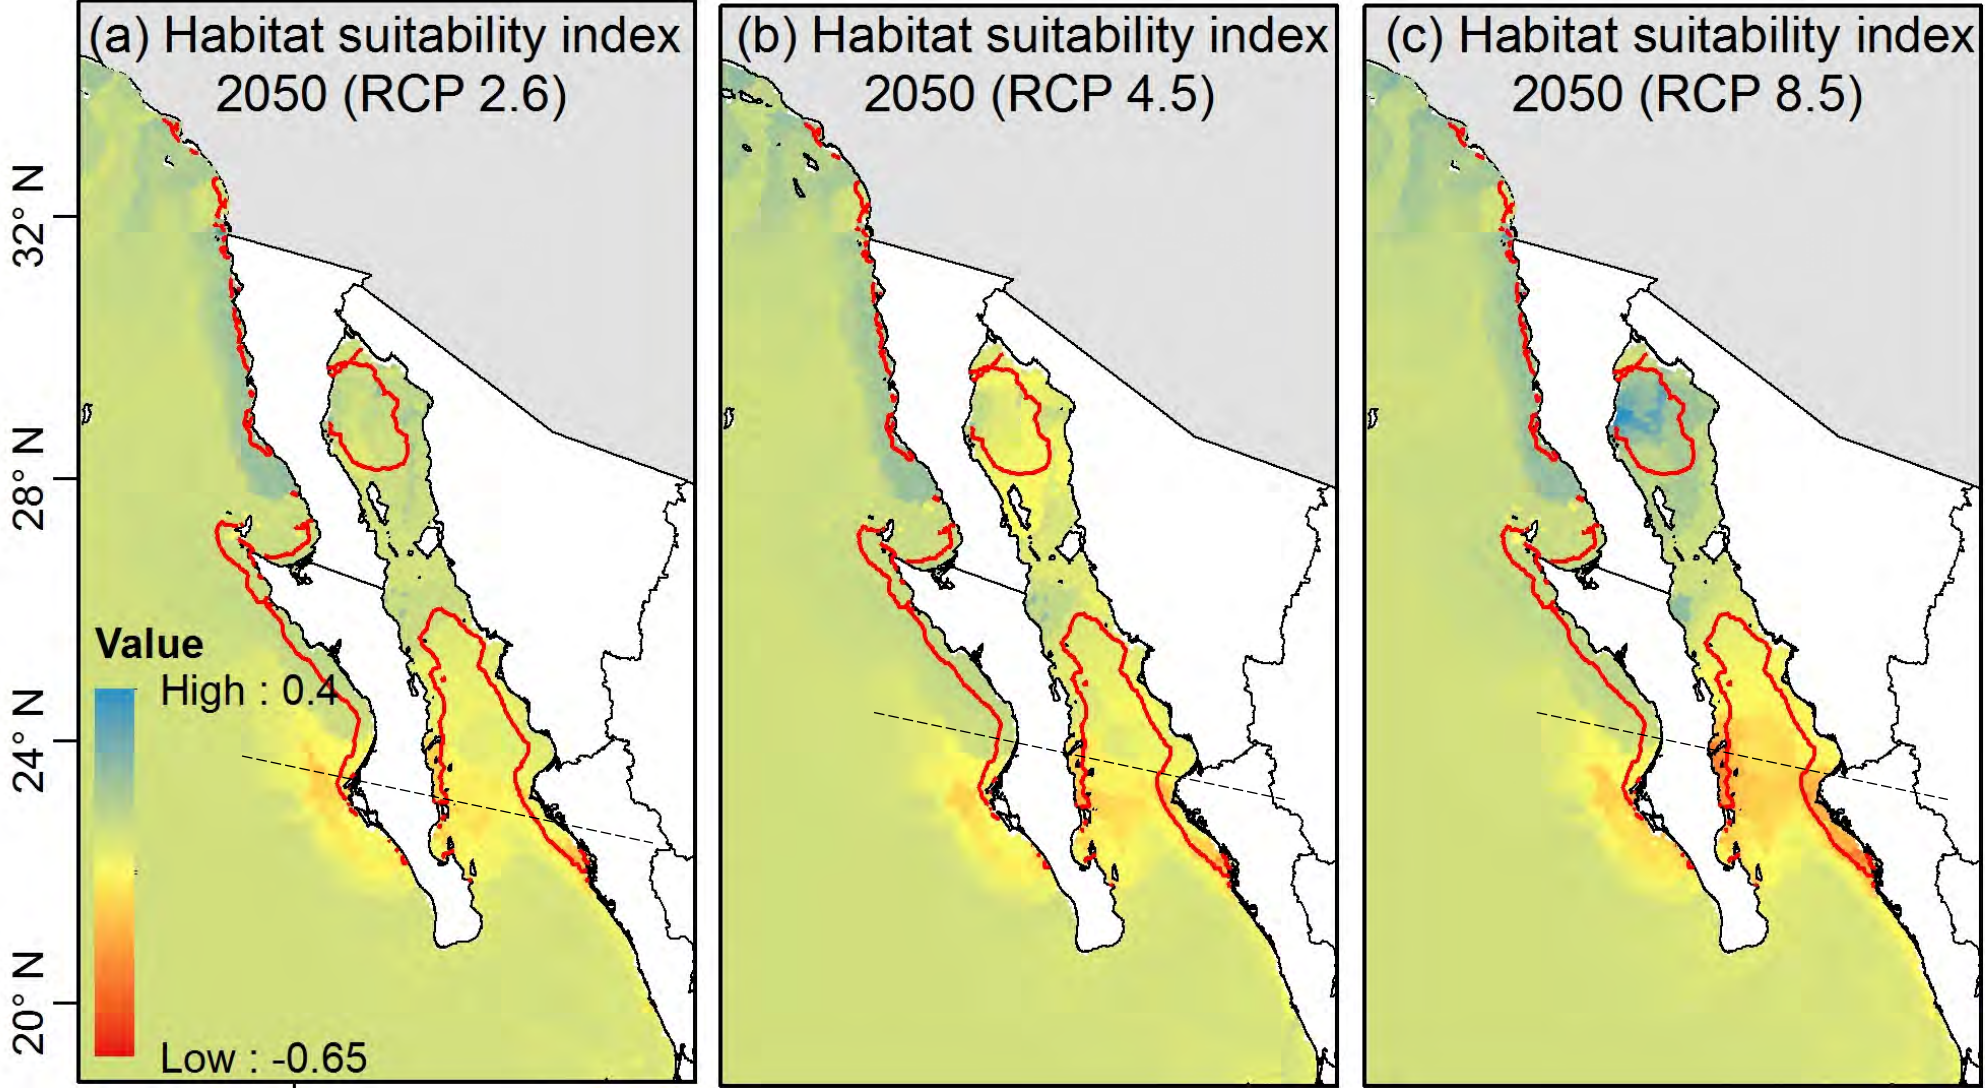 (a) Habitat suitability index
2050 (RCP 2.6)
(b) Habitat suitability index
2050 (RCP 4.5)
(c) Habitat suitability index
2050 (RCP 8.5)
32° N
28° N
24° N
20° N
Value
High : 0.4
Low : -0.65